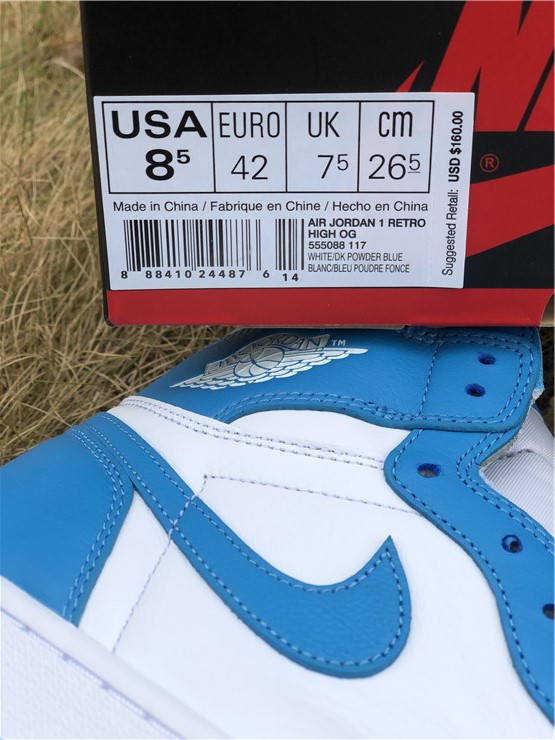 USA EURO UK cm
8⁵ 42 7⁵ 26⁵
Made in China / Fabrique en Chine / Hecho en China
AIR JORDAN 1 RETRO
HIGH OG
555088 117
WHITE/DK POWDER BLUE
BLANC/BLEU POUDRE FONCE
8 88410 24487 6 14
Suggested Retail: USD $160.00
®
TM